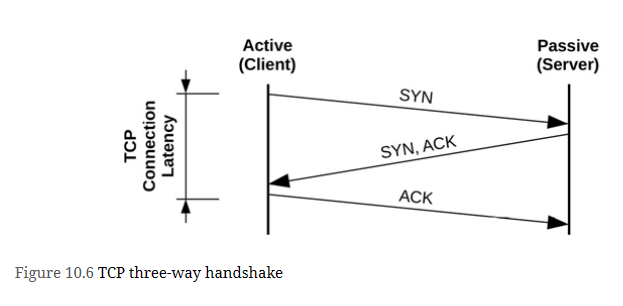 Active
(Client)
Passive
(Server)
TCP
Connection
Latency
SYN
SYN, ACK
ACK
Figure 10.6 TCP three-way handshake